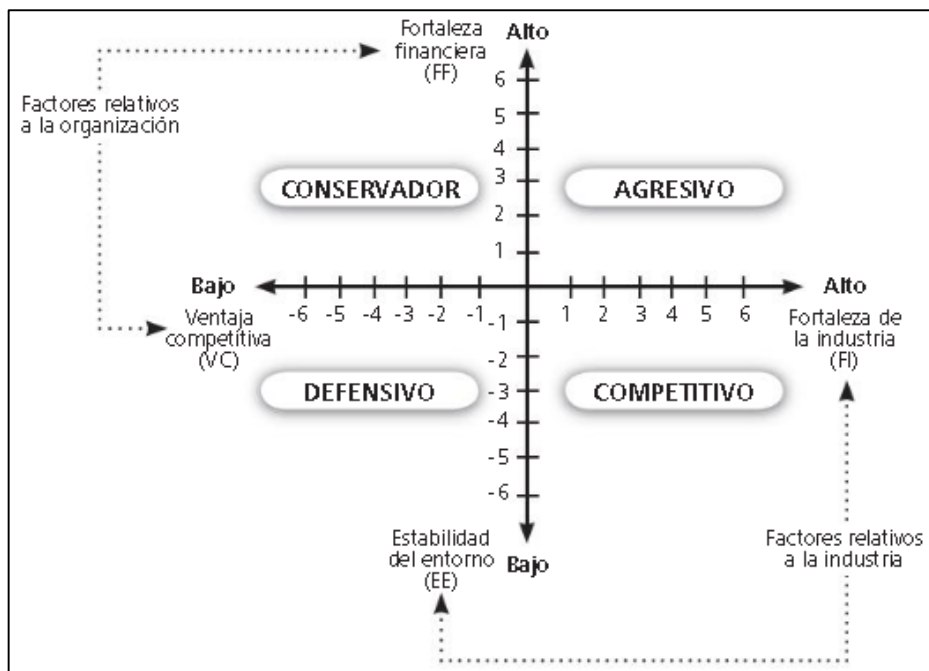 Fortaleza
financiera
(FF)
Alto
Factores relativos
a la organización
6
5
4
3
2
1
CONSERVADOR
AGRESIVO
Bajo
Alto
-6 -5 -4 -3 -2 -1
1 2 3 4 5 6
Ventaja
competitiva
(VC)
Fortaleza de
la industria
(FI)
-1
-2
-3
-4
-5
-6
DEFENSIVO
COMPETITIVO
Estabilidad
del entorno
(EE)
Bajo
Factores relativos
a la industria